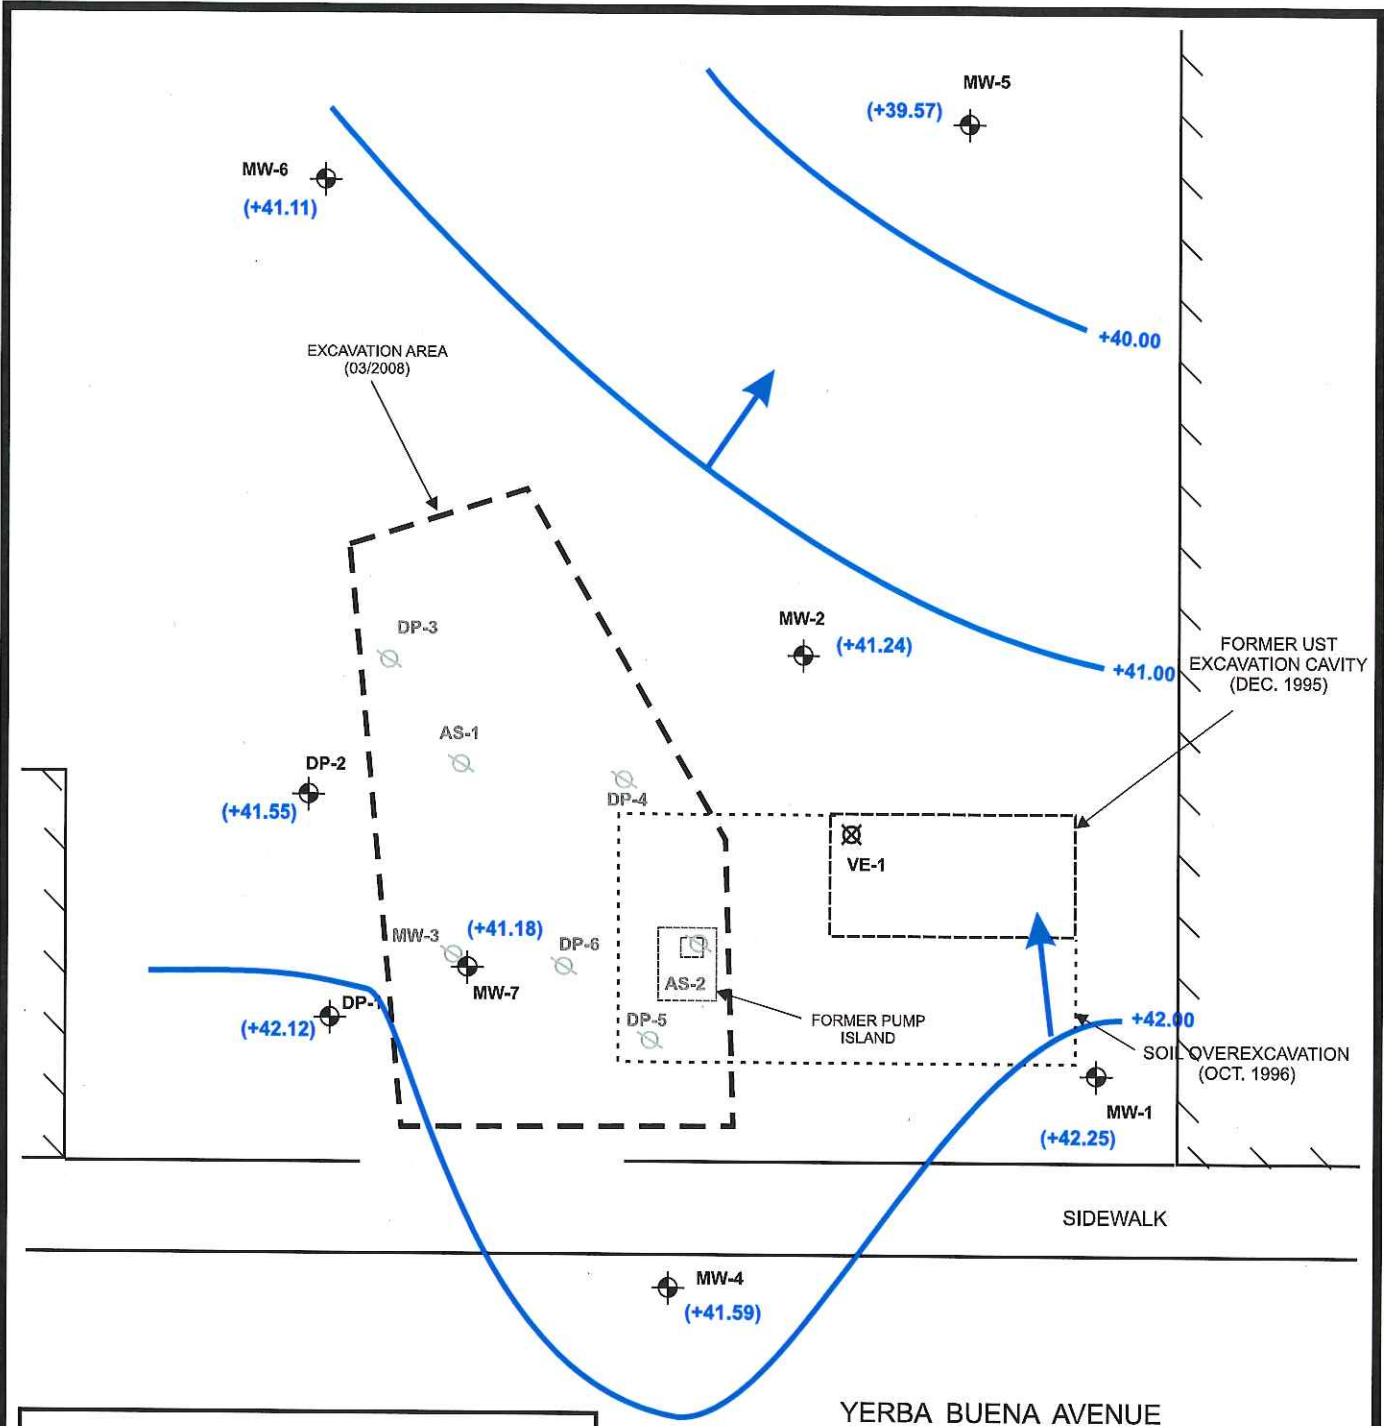 MW-5
(+39.57)
MW-6
(+41.11)
+40.00
EXCAVATION AREA
(03/2008)
MW-2
(+41.24)
DP-3
+41.00
FORMER UST
EXCAVATION CAVITY
(DEC. 1995)
AS-1
DP-2
(+41.55)
DP-4
VE-1
MW-3
(+41.18)
DP-6
MW-7
AS-2
DP-1
(+42.12)
DP-5
FORMER PUMP
ISLAND
+42.00
SOIL OVEREXCAVATION
(OCT. 1996)
MW-1
(+42.25)
SIDEWALK
MW-4
(+41.59)
YERBA BUENA AVENUE